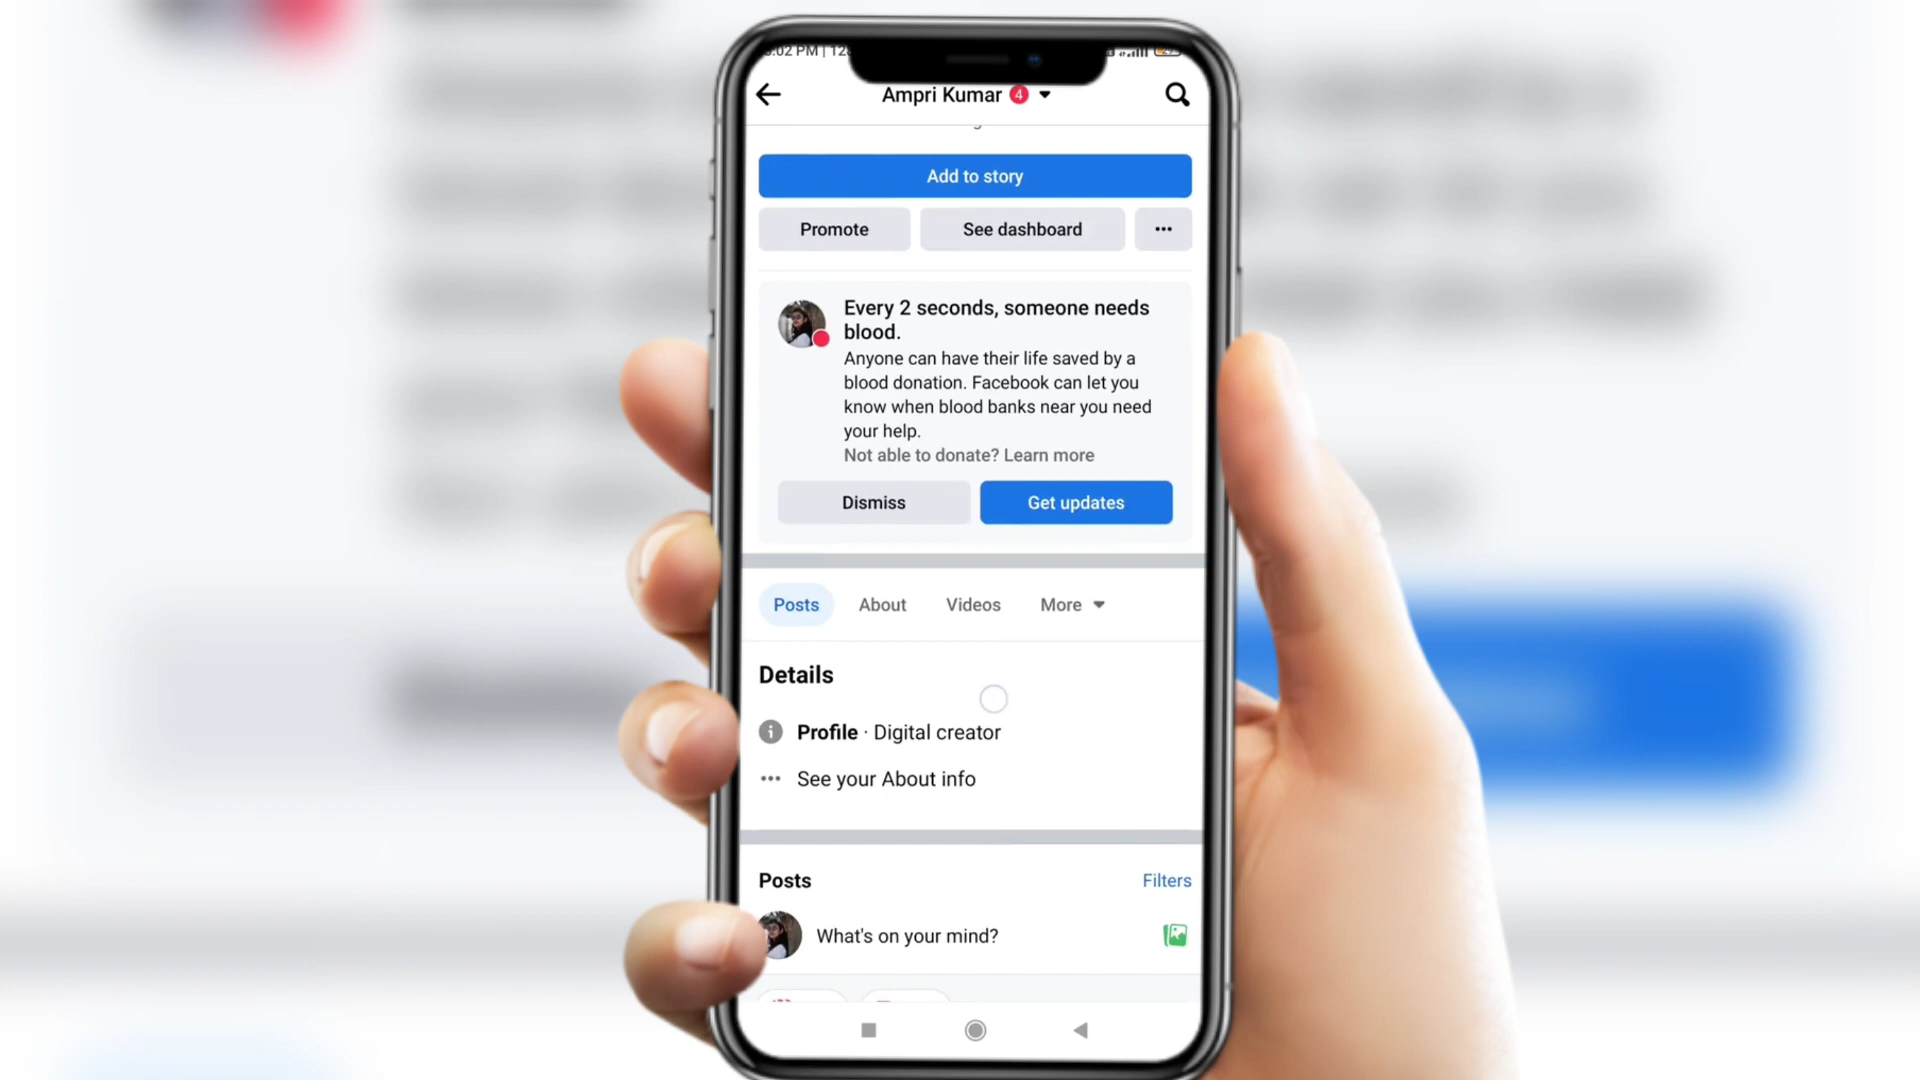 :02 PM | 12
Ampri Kumar 4
Add to story
Promote
See dashboard
Every 2 seconds, someone needs
blood.
Anyone can have their life saved by a
blood donation. Facebook can let you
know when blood banks near you need
your help.
Not able to donate? Learn more
Dismiss
Get updates
Posts
About
Videos
More
Details
Profile · Digital creator
See your About info
Posts
Filters
What's on your mind?